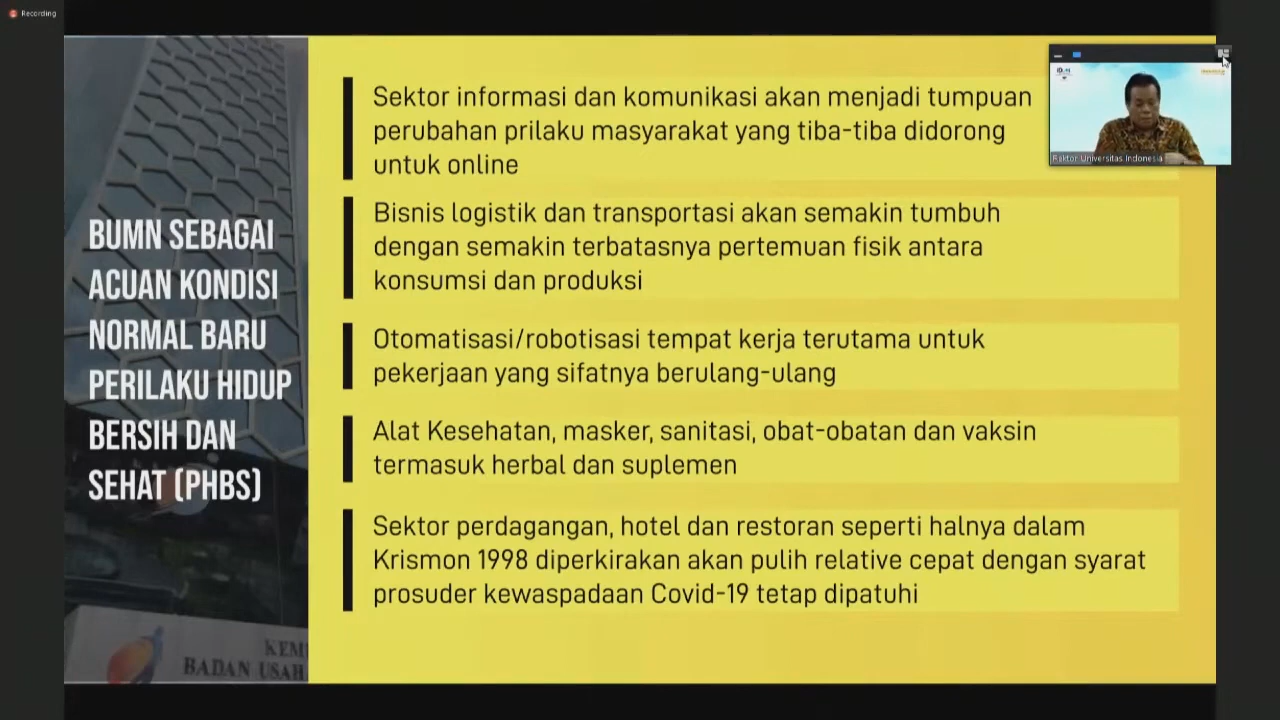 Recording
BUMN SEBAGAI
ACUAN KONDISI
NORMAL BARU
PERILAKU HIDUP
BERSIH DAN
SEHAT (PHBS)
KEM
BADAN USAH
Sektor informasi dan komunikasi akan menjadi tumpuan
perubahan prilaku masyarakat yang tiba-tiba didorong
untuk online
Bisnis logistik dan transportasi akan semakin tumbuh
dengan semakin terbatasnya pertemuan fisik antara
konsumsi dan produksi
Otomatisasi/robotisasi tempat kerja terutama untuk
pekerjaan yang sifatnya berulang-ulang
Alat Kesehatan, masker, sanitasi, obat-obatan dan vaksin
termasuk herbal dan suplemen
Sektor perdagangan, hotel dan restoran seperti halnya dalam
Krismon 1998 diperkirakan akan pulih relative cepat dengan syarat
prosuder kewaspadaan Covid-19 tetap dipatuhi
Rektor Universitas Indonesia